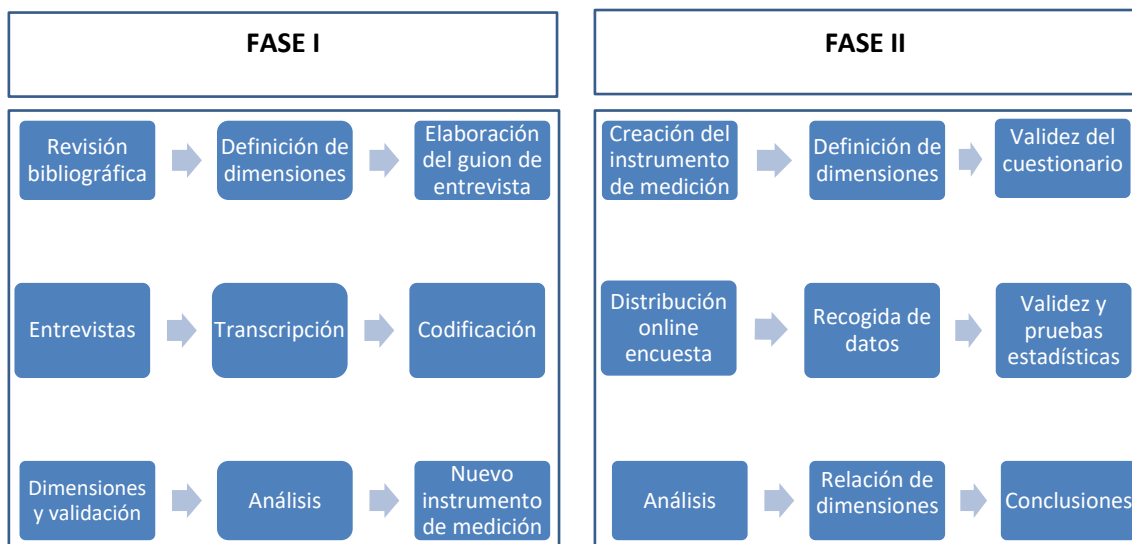 FASE I
Revisión
bibliográfica
Definición de
dimensiones
Elaboración
del guion de
entrevista
Entrevistas
Transcripción
Codificación
Dimensiones
y validación
Análisis
Nuevo
instrumento
de medición
FASE II
Creación del
instrumento
de medición
Definición de
dimensiones
Validez del
cuestionario
Distribución
online
encuesta
Recogida de
datos
Validez y
pruebas
estadísticas
Análisis
Relación de
dimensiones
Conclusiones